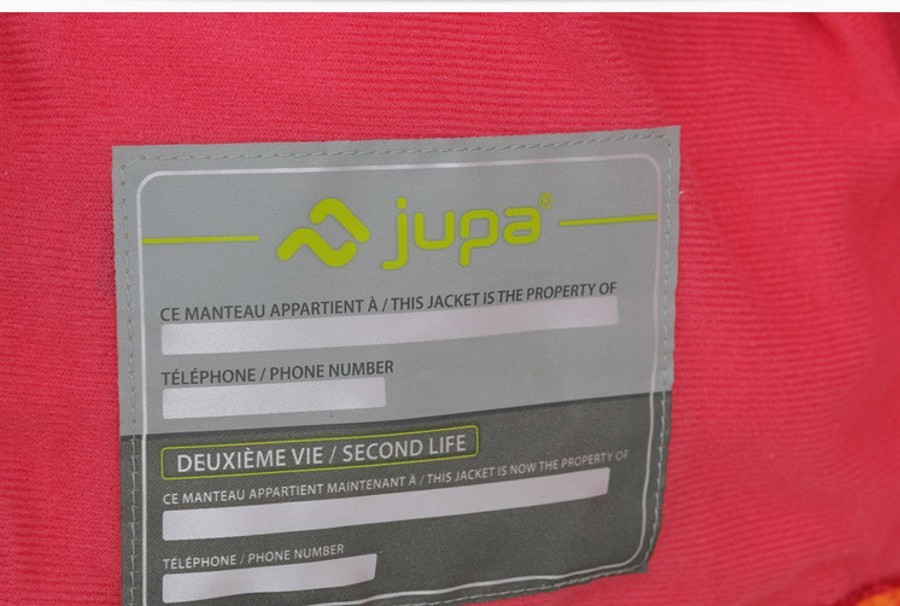 jupa®
CE MANTEAU APPARTIENT À / THIS JACKET IS THE PROPERTY OF
TÉLÉPHONE / PHONE NUMBER
DEUXIÈME VIE / SECOND LIFE
CE MANTEAU APPARTIENT MAINTENANT À / THIS JACKET IS NOW THE PROPERTY OF
TÉLÉPHONE / PHONE NUMBER